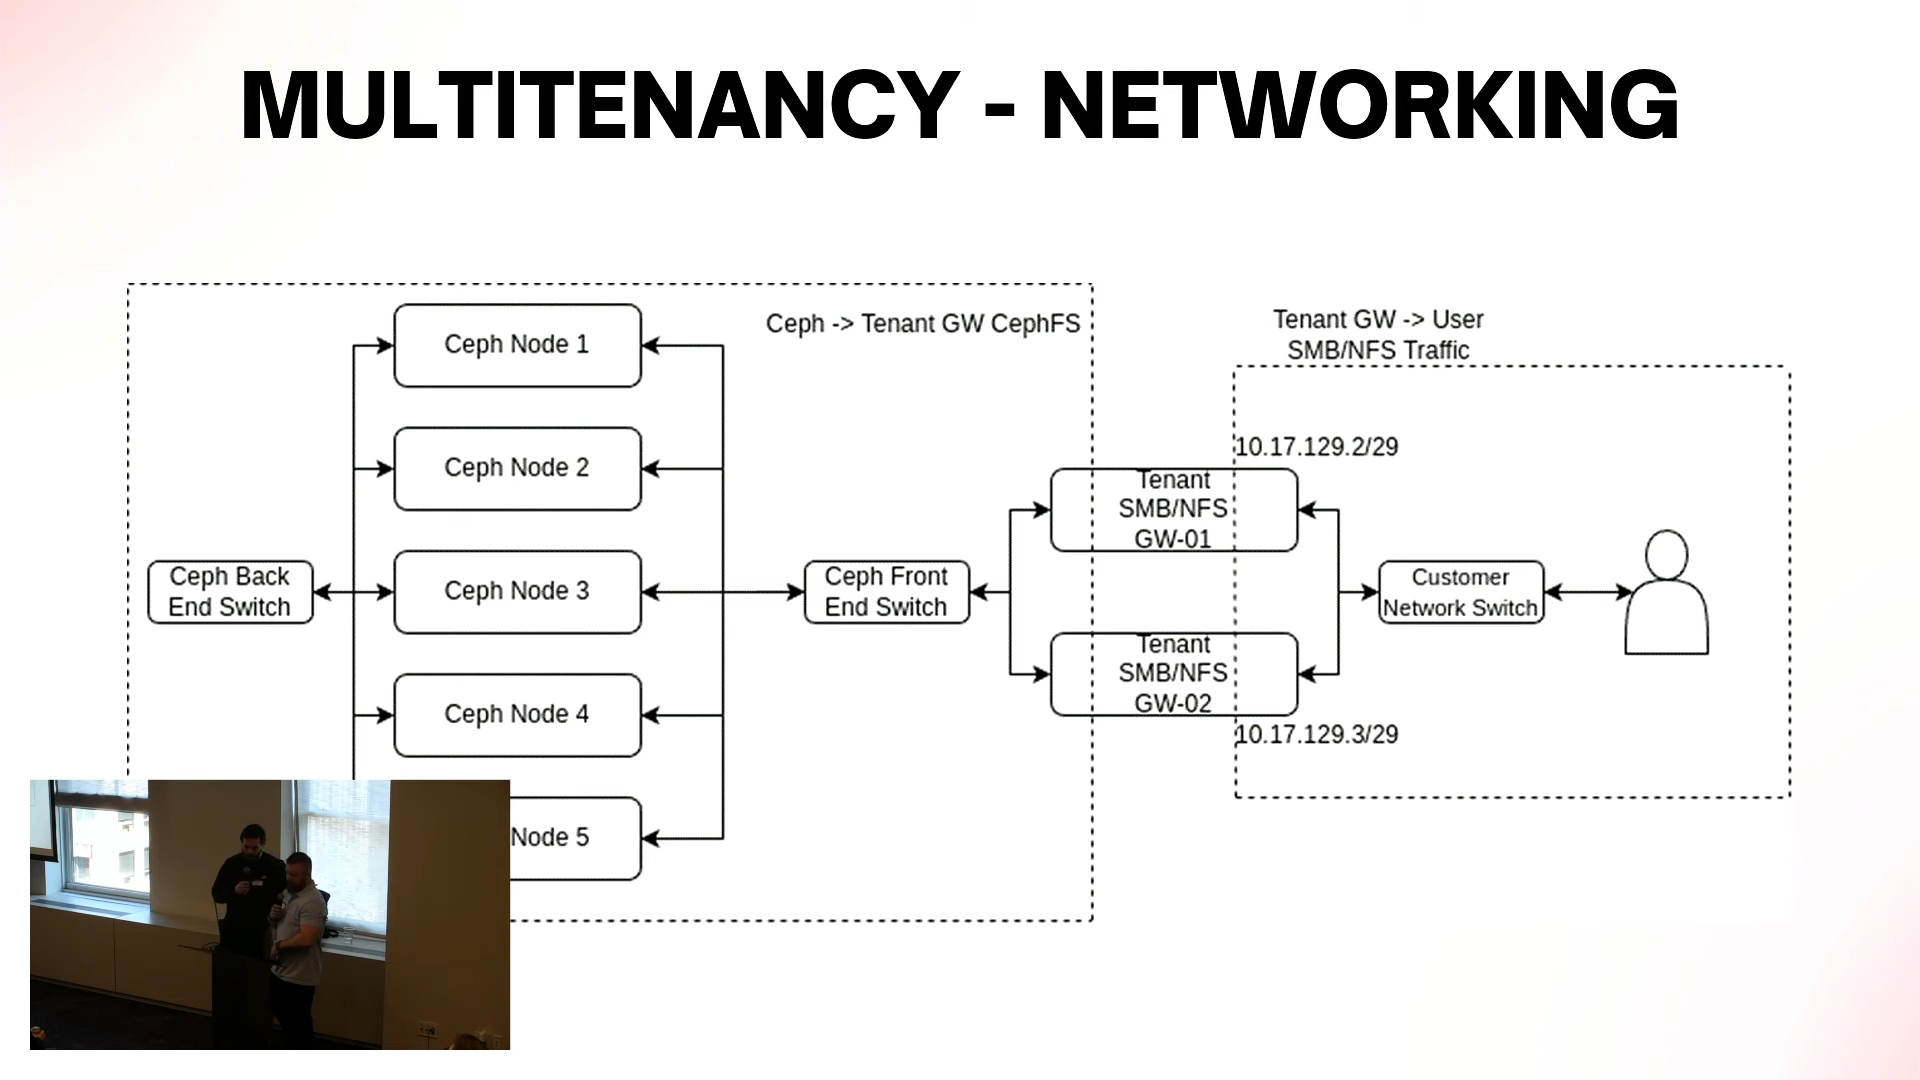 MULTITENANCY - NETWORKING
Ceph -> Tenant GW CephFS
Tenant GW -> User
SMB/NFS Traffic
Ceph Node 1
Ceph Node 2
Ceph Node 3
Ceph Node 4
Node 5
Ceph Back
End Switch
Ceph Front
End Switch
10.17.129.2/29
Tenant
SMB/NFS
GW-01
Tenant
SMB/NFS
GW-02
10.17.129.3/29
Customer
Network Switch